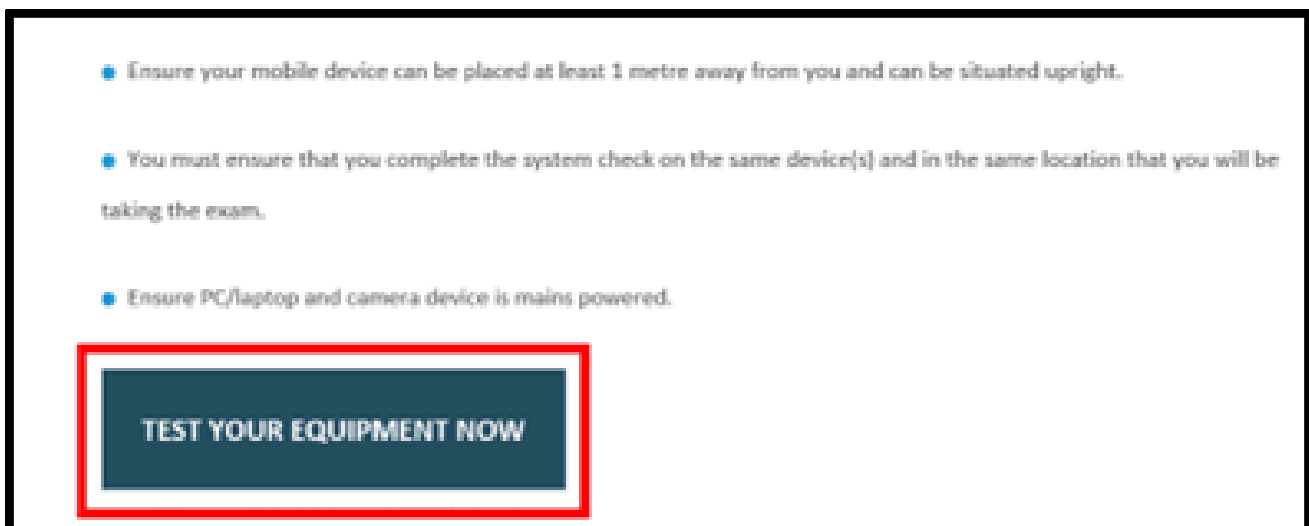 Ensure your mobile device can be placed at least 1 metre away from you and can be situated upright.
You must ensure that you complete the system check on the same device(s) and in the same location that you will be
taking the exam.
Ensure PC/laptop and camera device is mains powered.
TEST YOUR EQUIPMENT NOW